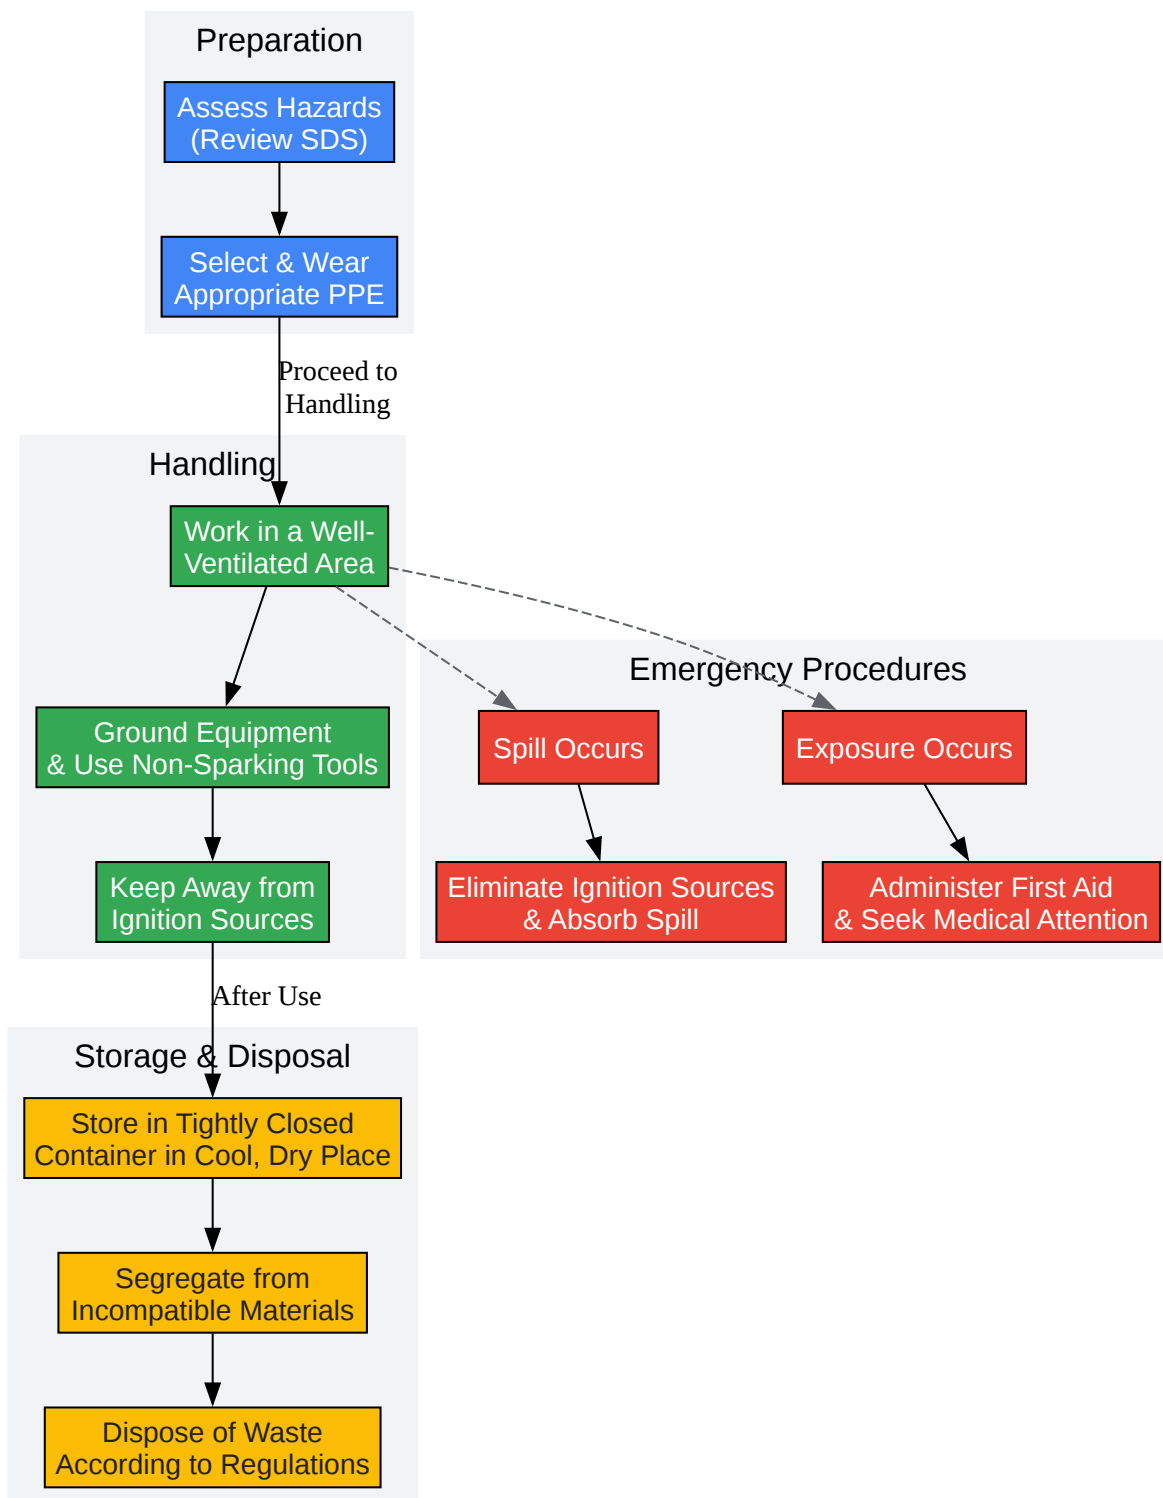 Preparation
Assess Hazards
(Review SDS)
Select & Wear
Appropriate PPE
Proceed to
Handling
Handling
Work in a Well-
Ventilated Area
Ground Equipment
& Use Non-Sparking Tools
Keep Away from
Ignition Sources
Emergency Procedures
Spill Occurs
Exposure Occurs
Eliminate Ignition Sources
& Absorb Spill
Administer First Aid
& Seek Medical Attention
After Use
Storage & Disposal
Store in Tightly Closed
Container in Cool, Dry Place
Segregate from
Incompatible Materials
Dispose of Waste
According to Regulations